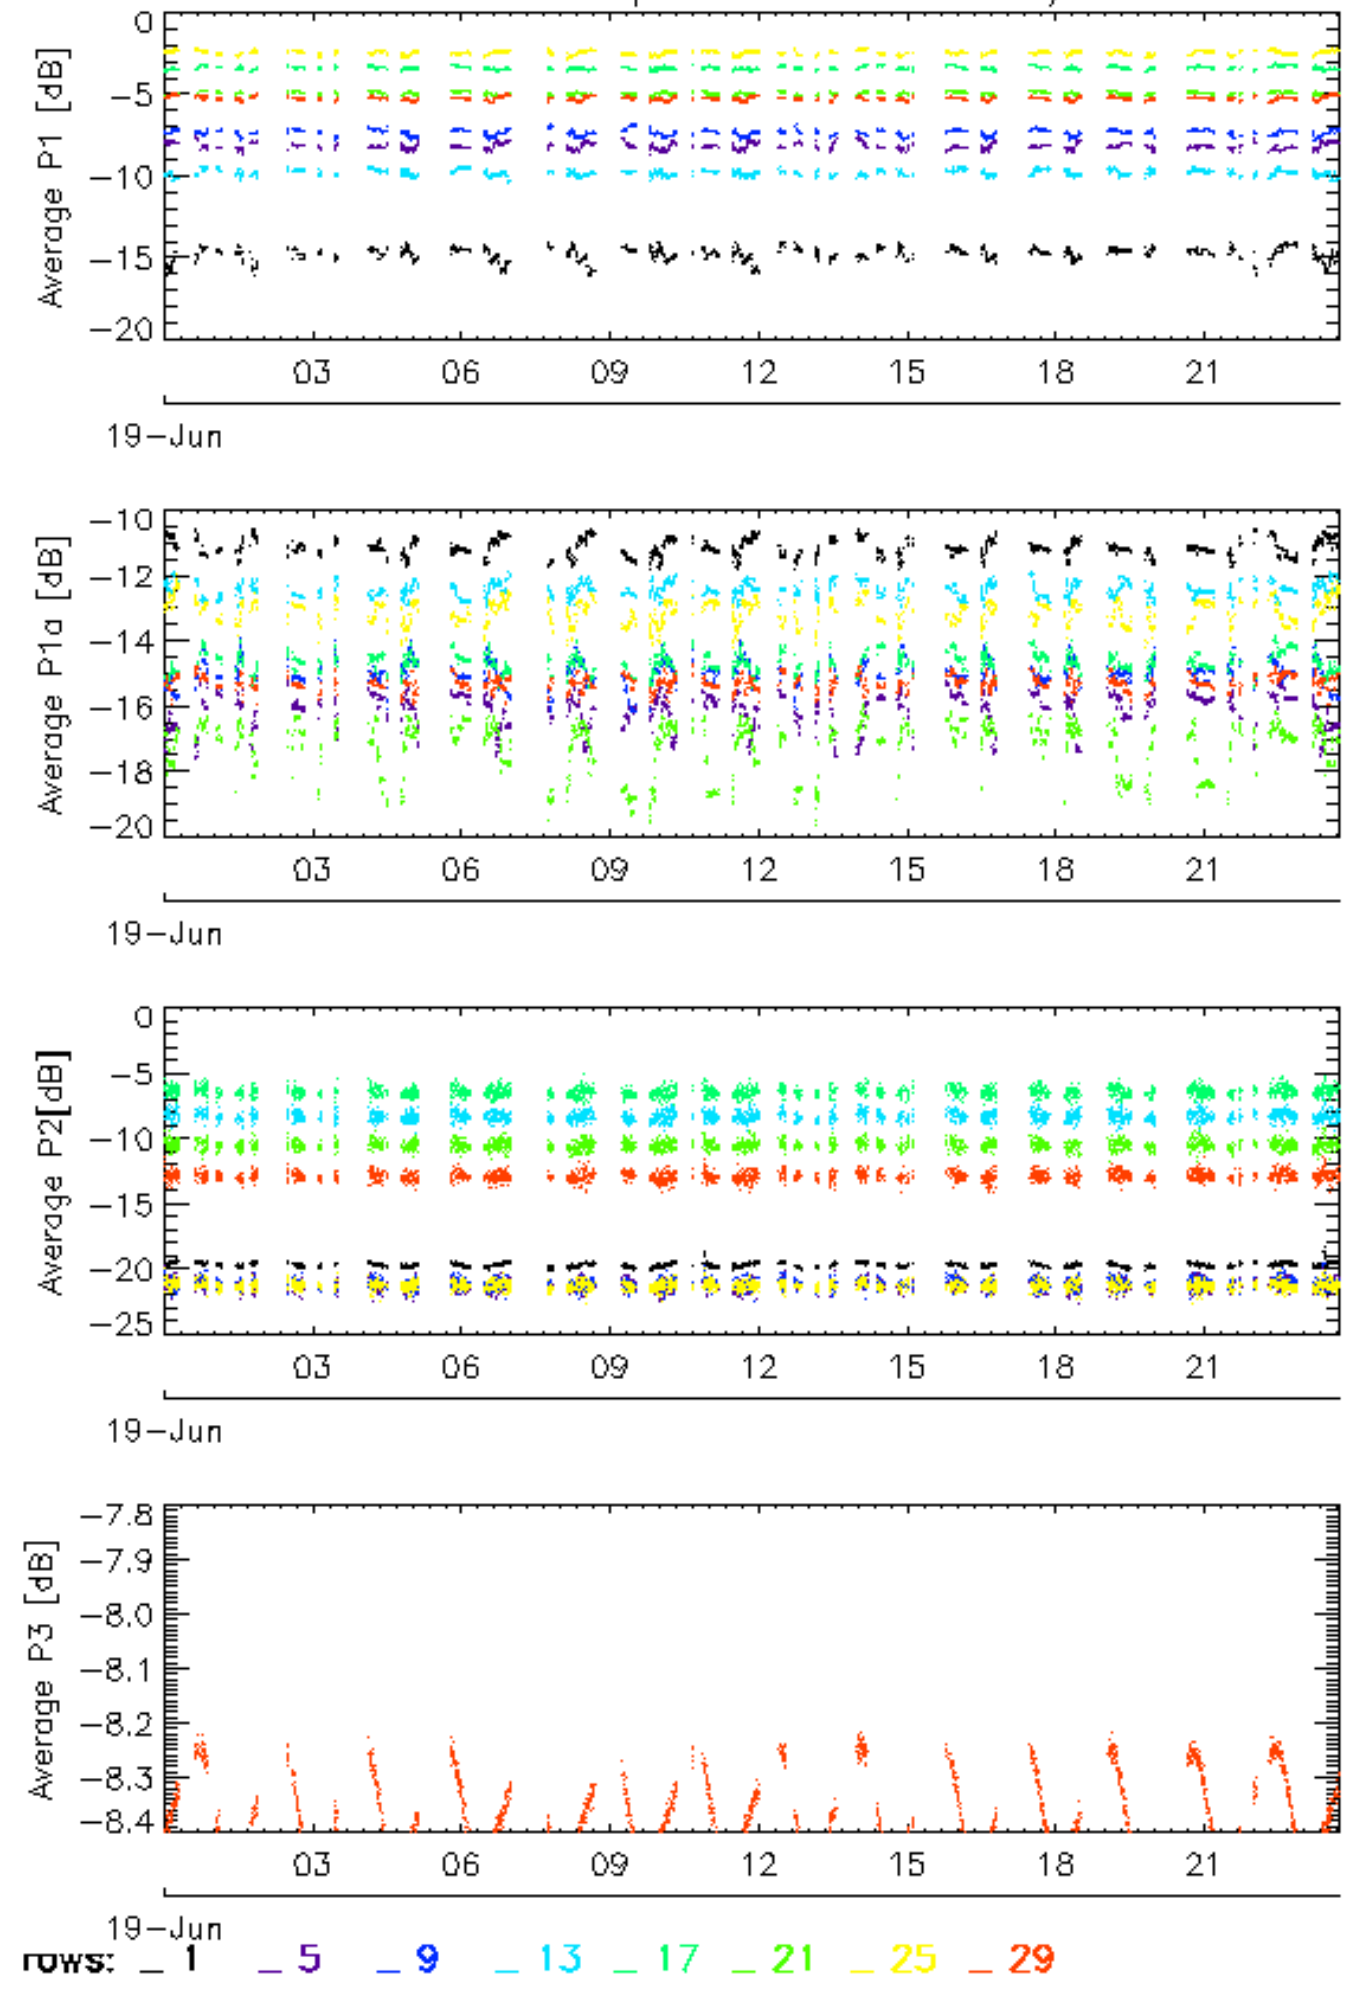 0
−5
−10
−15
−20
Average P1 [dB]
03 06 09 12 15 18 21
19−Jun
−10
−12
−14
−16
−18
−20
Average P1a [dB]
03 06 09 12 15 18 21
19−Jun
0
−5
−10
−15
−20
−25
Average P2[dB]
03 06 09 12 15 18 21
19−Jun
−7.8
−7.9
−8.0
−8.1
−8.2
−8.3
−8.4
Average P3 [dB]
03 06 09 12 15 18 21
19−Jun
rows: _ 1 _ 5 _ 9 _ 13 _ 17 _ 21 _ 25 _ 29